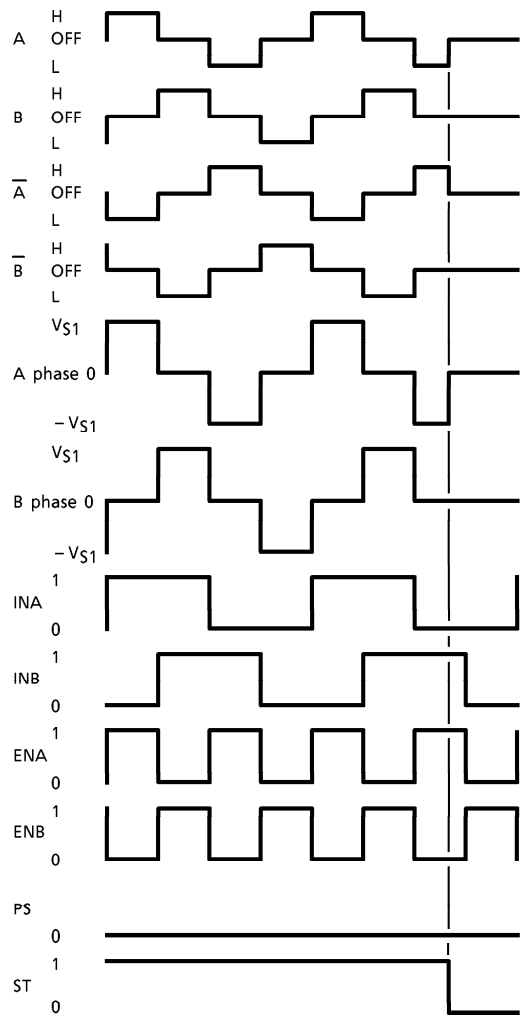 H
A OFF
L
H
B OFF
L
H
A̅ OFF
L
H
B̅ OFF
L
VS1
A phase 0
−VS1
VS1
B phase 0
−VS1
1
INA
0
1
INB
0
1
ENA
0
1
ENB
0
PS
0
1
ST
0